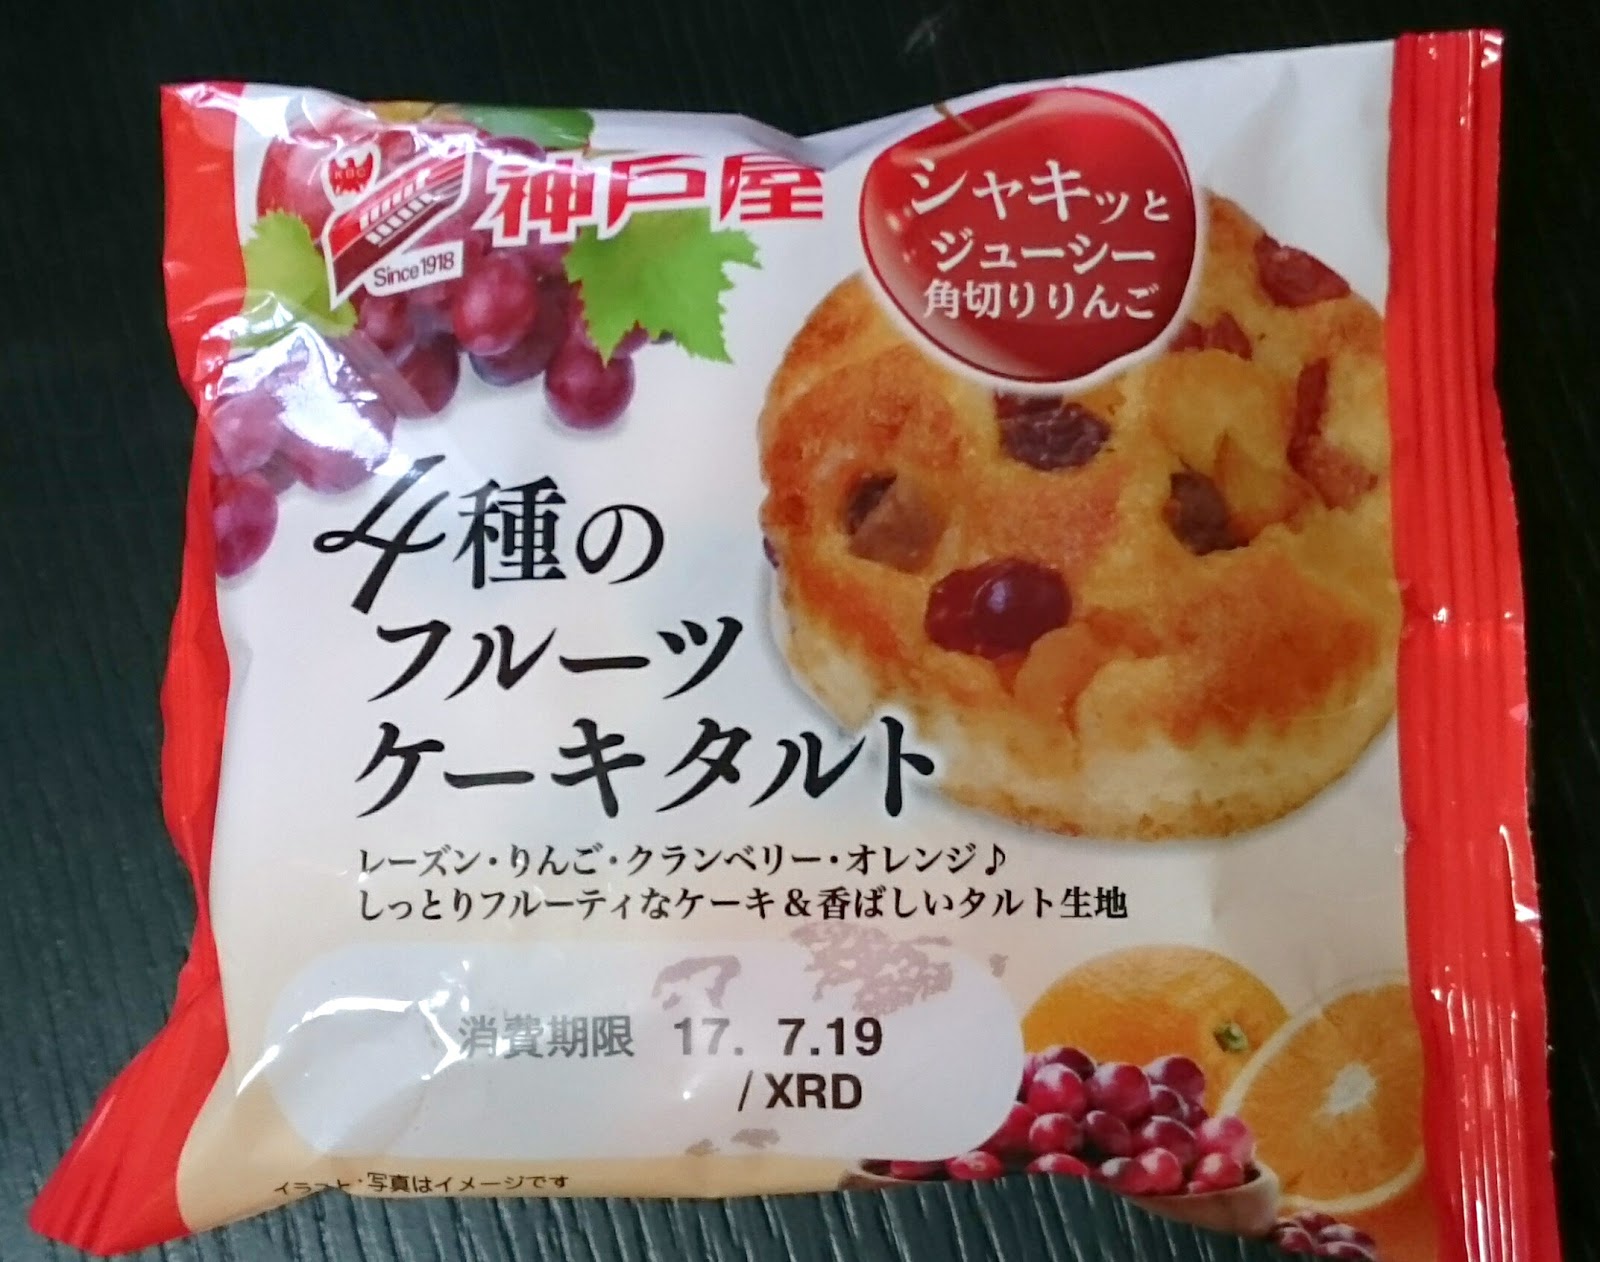 KBC
神戸屋
Since 1918
シャキッと
ジューシー
角切りりんご
4種の
フルーツ
ケーキタルト
レーズン・りんご・クランベリー・オレンジ♪
しっとりフルーティなケーキ&香ばしいタルト生地
消費期限 17. 7.19
/XRD
イラスト・写真はイメージです